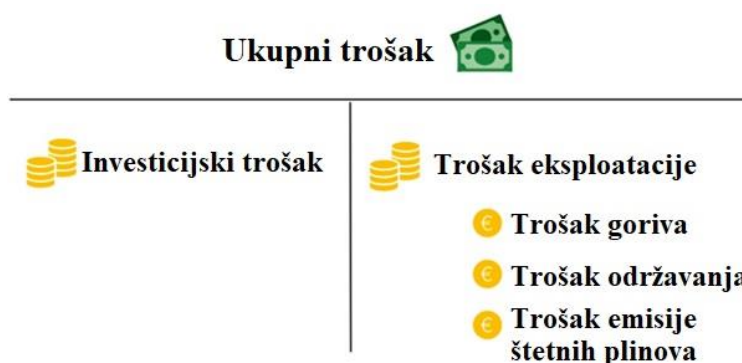 Ukupni trošak
Investicijski trošak
Trošak eksploatacije
Trošak goriva
Trošak održavanja
Trošak emisije
štetnih plinova